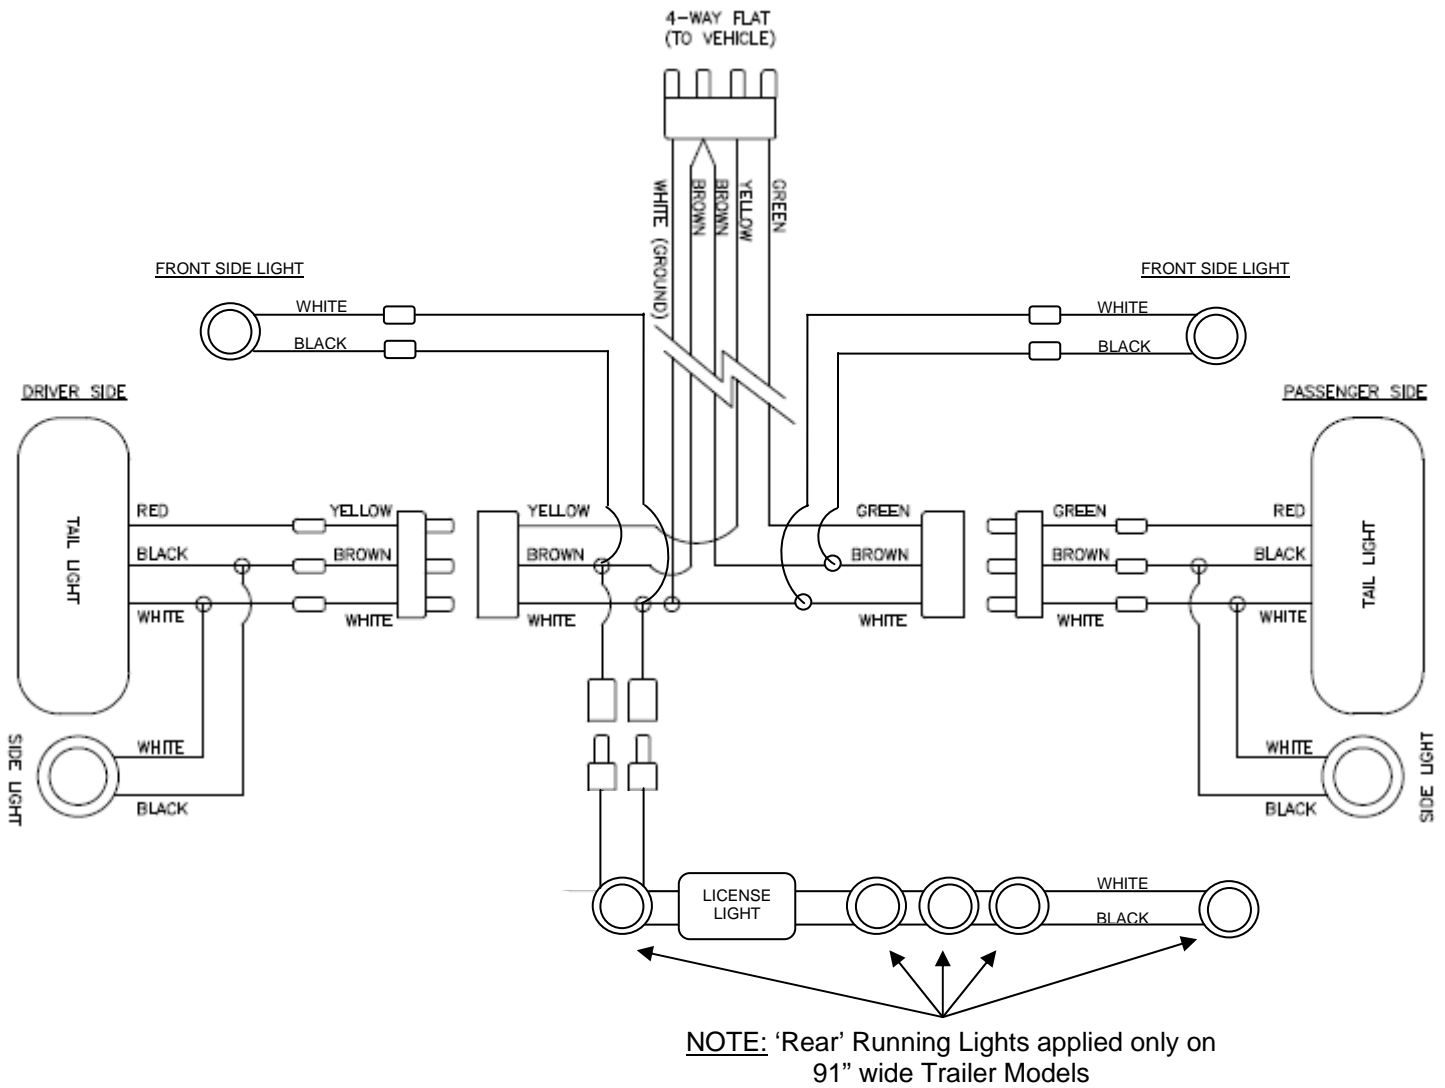 4-WAY FLAT
(TO VEHICLE)
WHITE (GROUND)
BROWN
BROWN
YELLOW
GREEN
FRONT SIDE LIGHT
WHITE
BLACK
FRONT SIDE LIGHT
WHITE
BLACK
DRIVER SIDE
PASSENGER SIDE
TAIL LIGHT
RED
YELLOW
YELLOW
GREEN
GREEN
RED
BLACK
BROWN
BROWN
BROWN
BROWN
BLACK
WHITE
WHITE
WHITE
WHITE
WHITE
WHITE
TAIL LIGHT
SIDE LIGHT
WHITE
BLACK
WHITE
BLACK
SIDE LIGHT
LICENSE
LIGHT
WHITE
BLACK
NOTE: ‘Rear’ Running Lights applied only on
91” wide Trailer Models